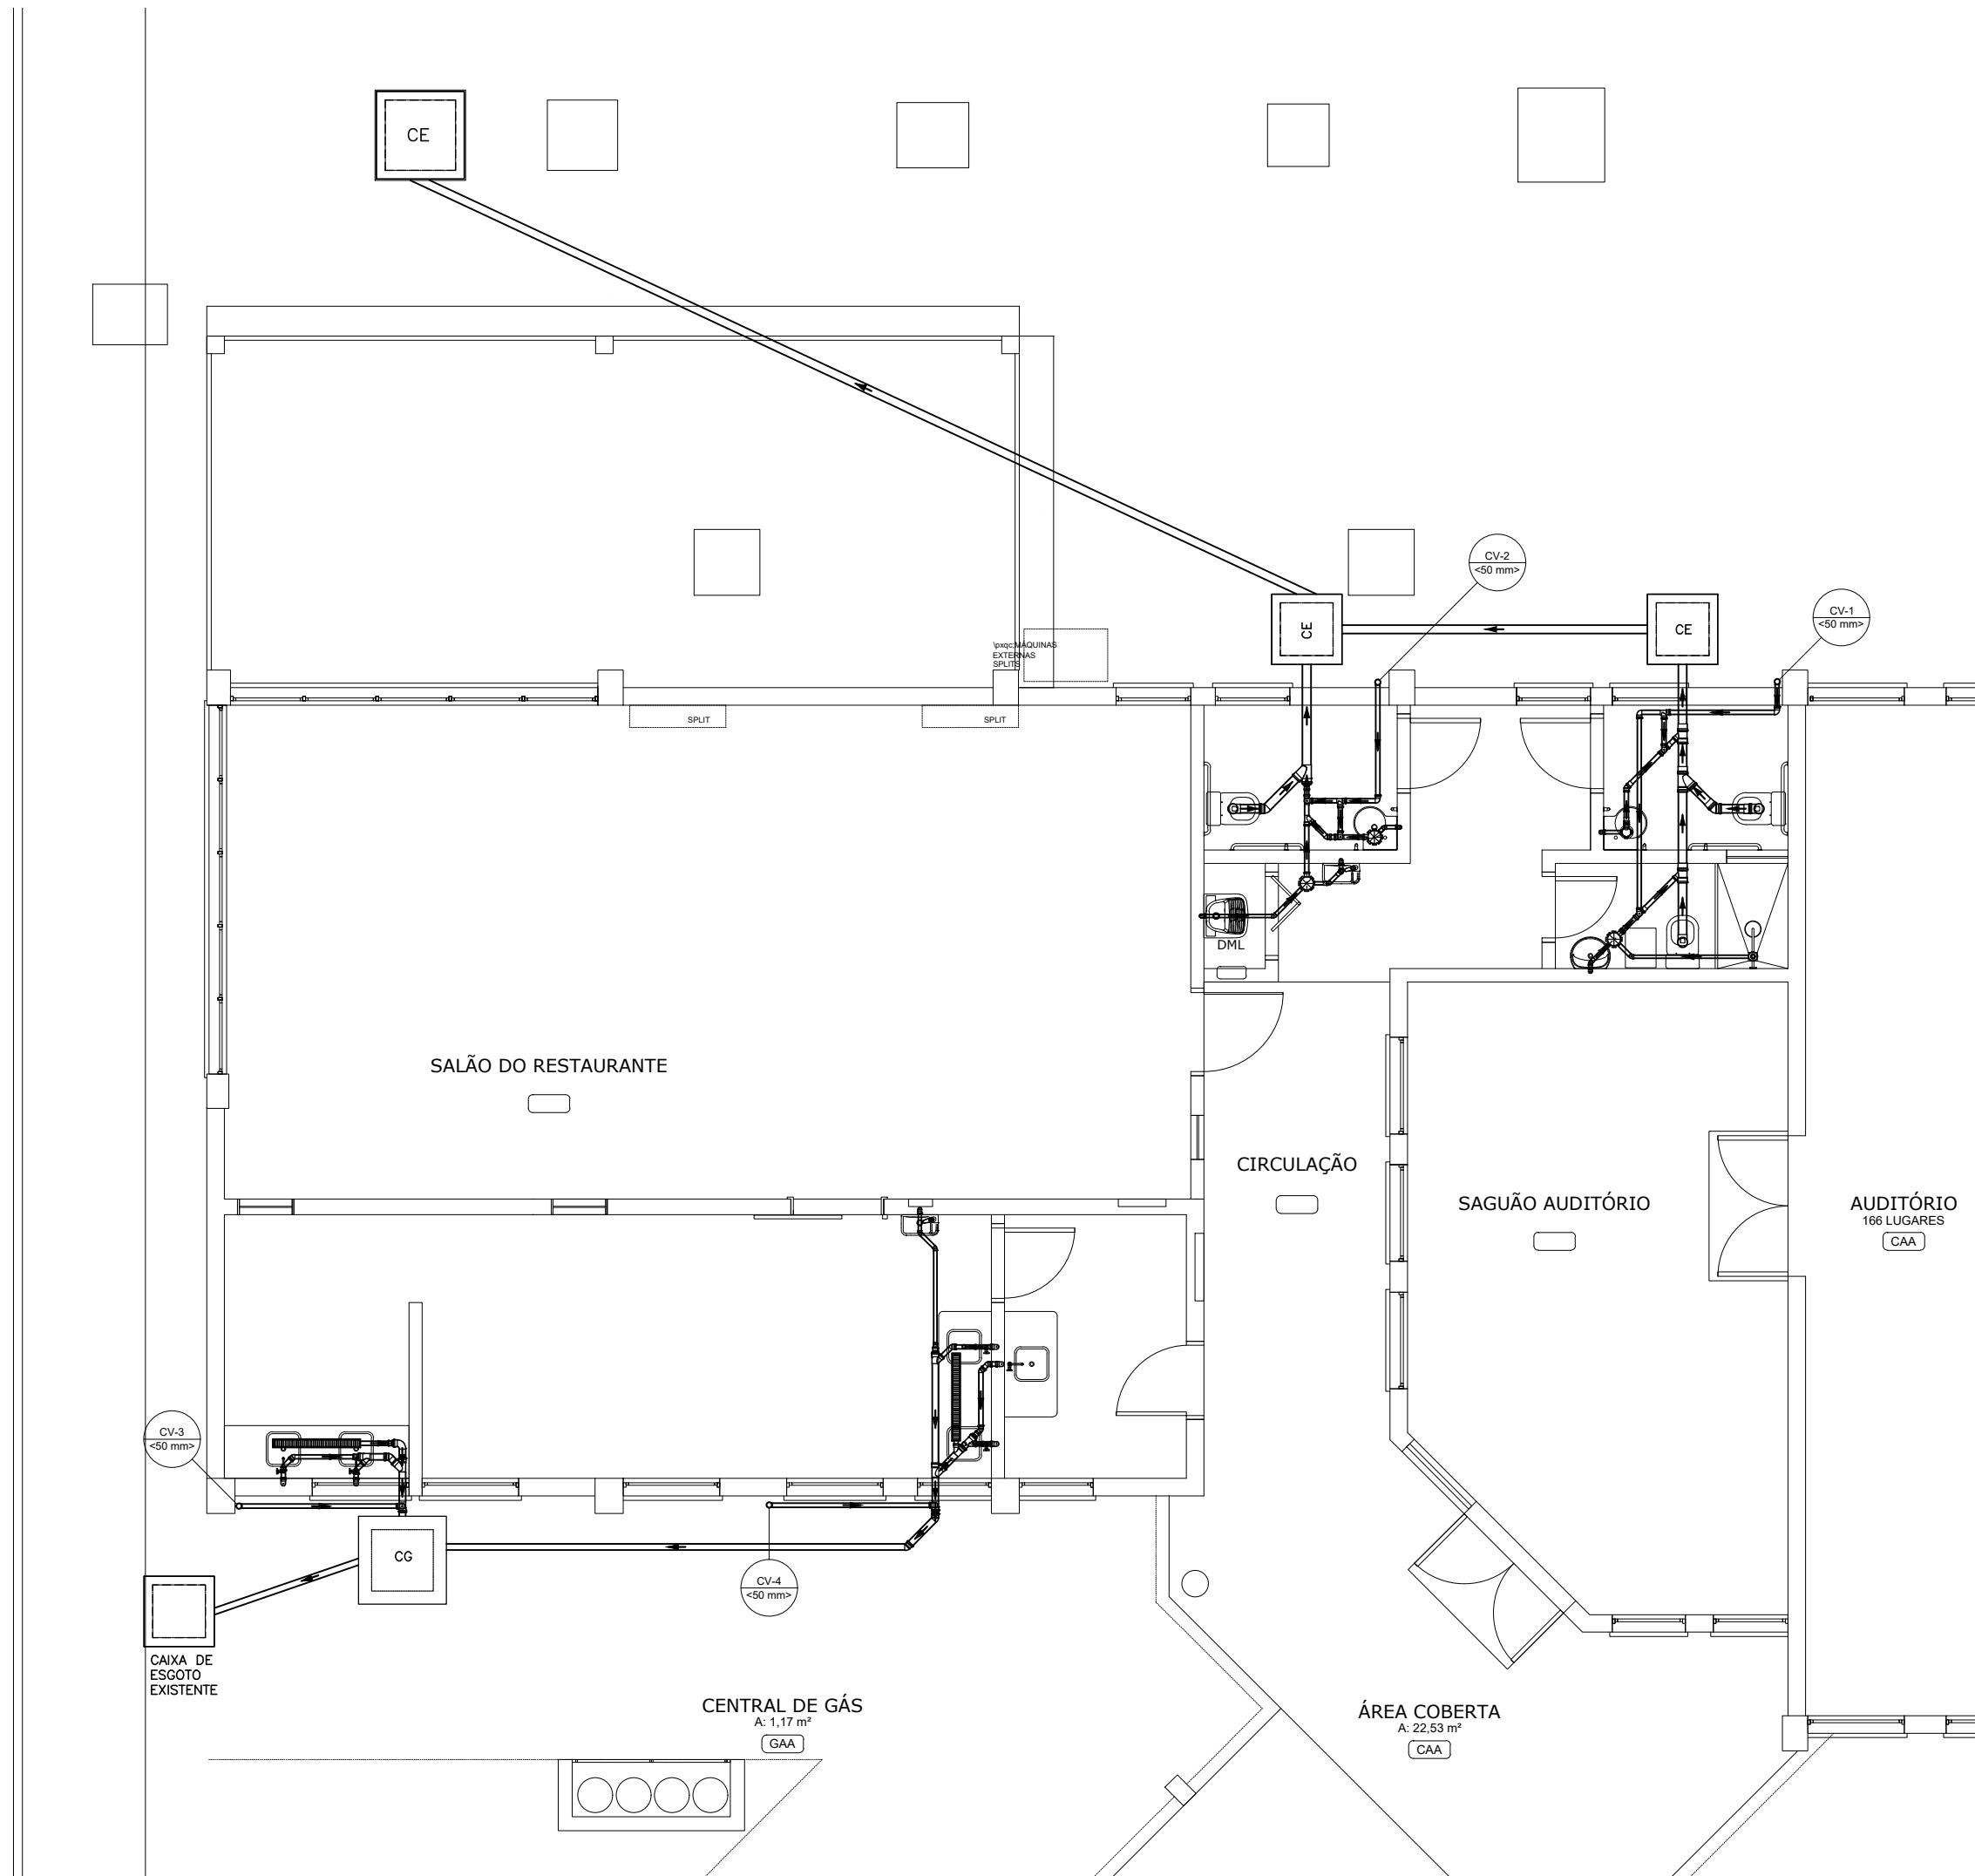 CE
CV-2
<50 mm>
CV-1
<50 mm>
CE
CE
\pxqc;MÁQUINAS
EXTERNAS
SPLITS
SPLIT
SPLIT
DML
SALÃO DO RESTAURANTE
CIRCULAÇÃO
SAGUÃO AUDITÓRIO
AUDITÓRIO
166 LUGARES
CAA
CV-3
<50 mm>
CG
CV-4
<50 mm>
CAIXA DE
ESGOTO
EXISTENTE
CENTRAL DE GÁS
A: 1,17 m²
GAA
ÁREA COBERTA
A: 22,53 m²
CAA